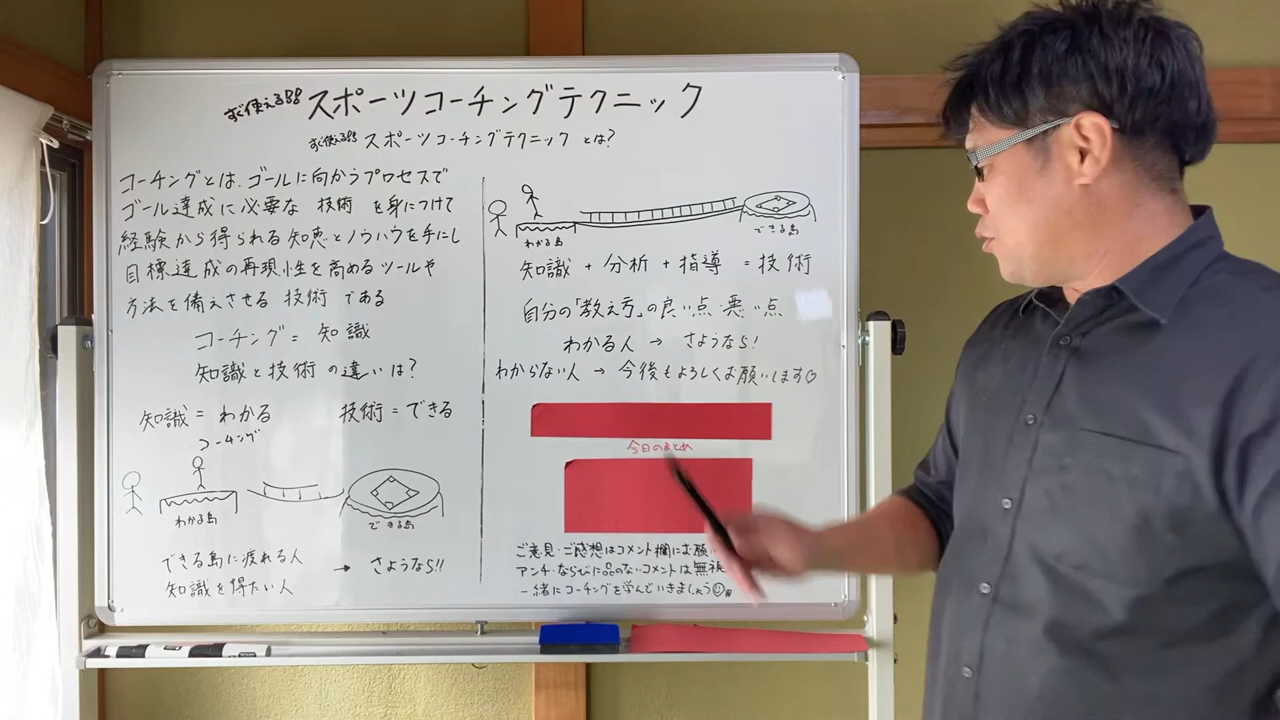 すぐ使える!! スポーツコーチングテクニック
すぐ使える!! スポーツコーチングテクニック とは?
コーチングとは、ゴールに向かうプロセスで
ゴール達成に必要な 技術 を身につけて
経験から得られる知恵とノウハウを手にし
目標達成の再現性を高めるツールや
方法を備えさせる 技術 である
コーチング = 知識
知識と技術の違いは?
知識 = わかる 技術 = できる
コーチング
わかる島
できる島
できる島に渡れる人
知識を得たい人
→ さようなら!!
わかる島
できる島
知識 + 分析 + 指導 = 技術
自分の「教え方」の良い点・悪い点
わかる人 → さようなら!
わからない人 → 今後もよろしくお願いします♡
今日のまとめ
ご意見・ご感想はコメント欄にお願い
アンチ・ならびに品のないコメントは無視
一緒にコーチングを学んでいきましょう